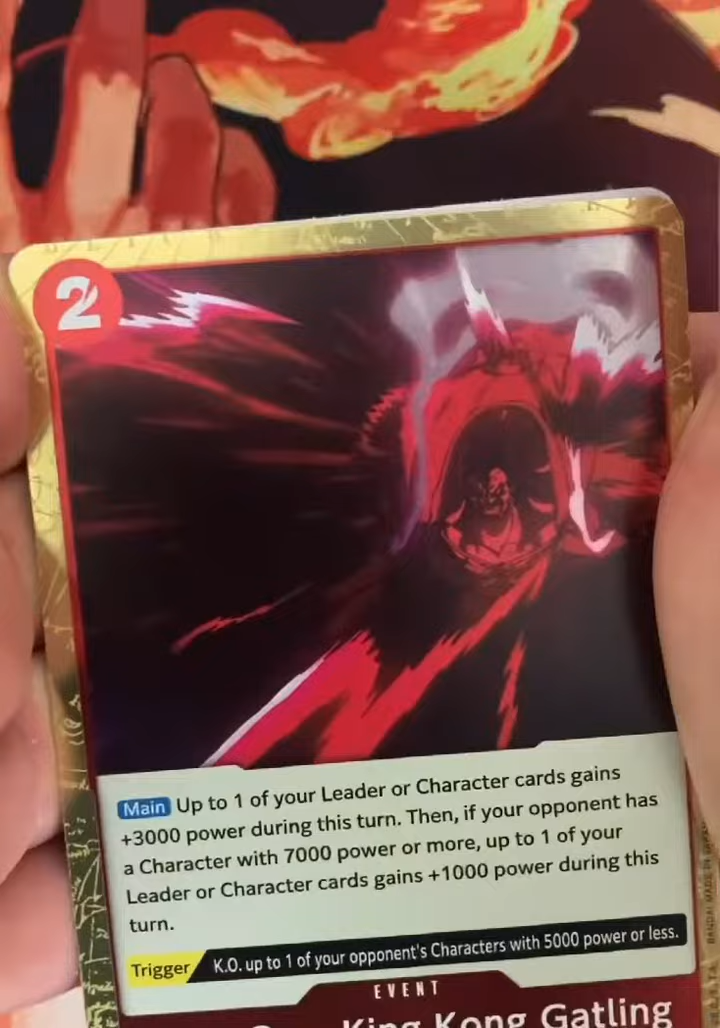 2
Main Up to 1 of your Leader or Character cards gains
+3000 power during this turn. Then, if your opponent has
a Character with 7000 power or more, up to 1 of your
Leader or Character cards gains +1000 power during this
turn.
Trigger K.O. up to 1 of your opponent's Characters with 5000 power or less.
EVENT
King Kong Gatling
BANDAI MADE IN